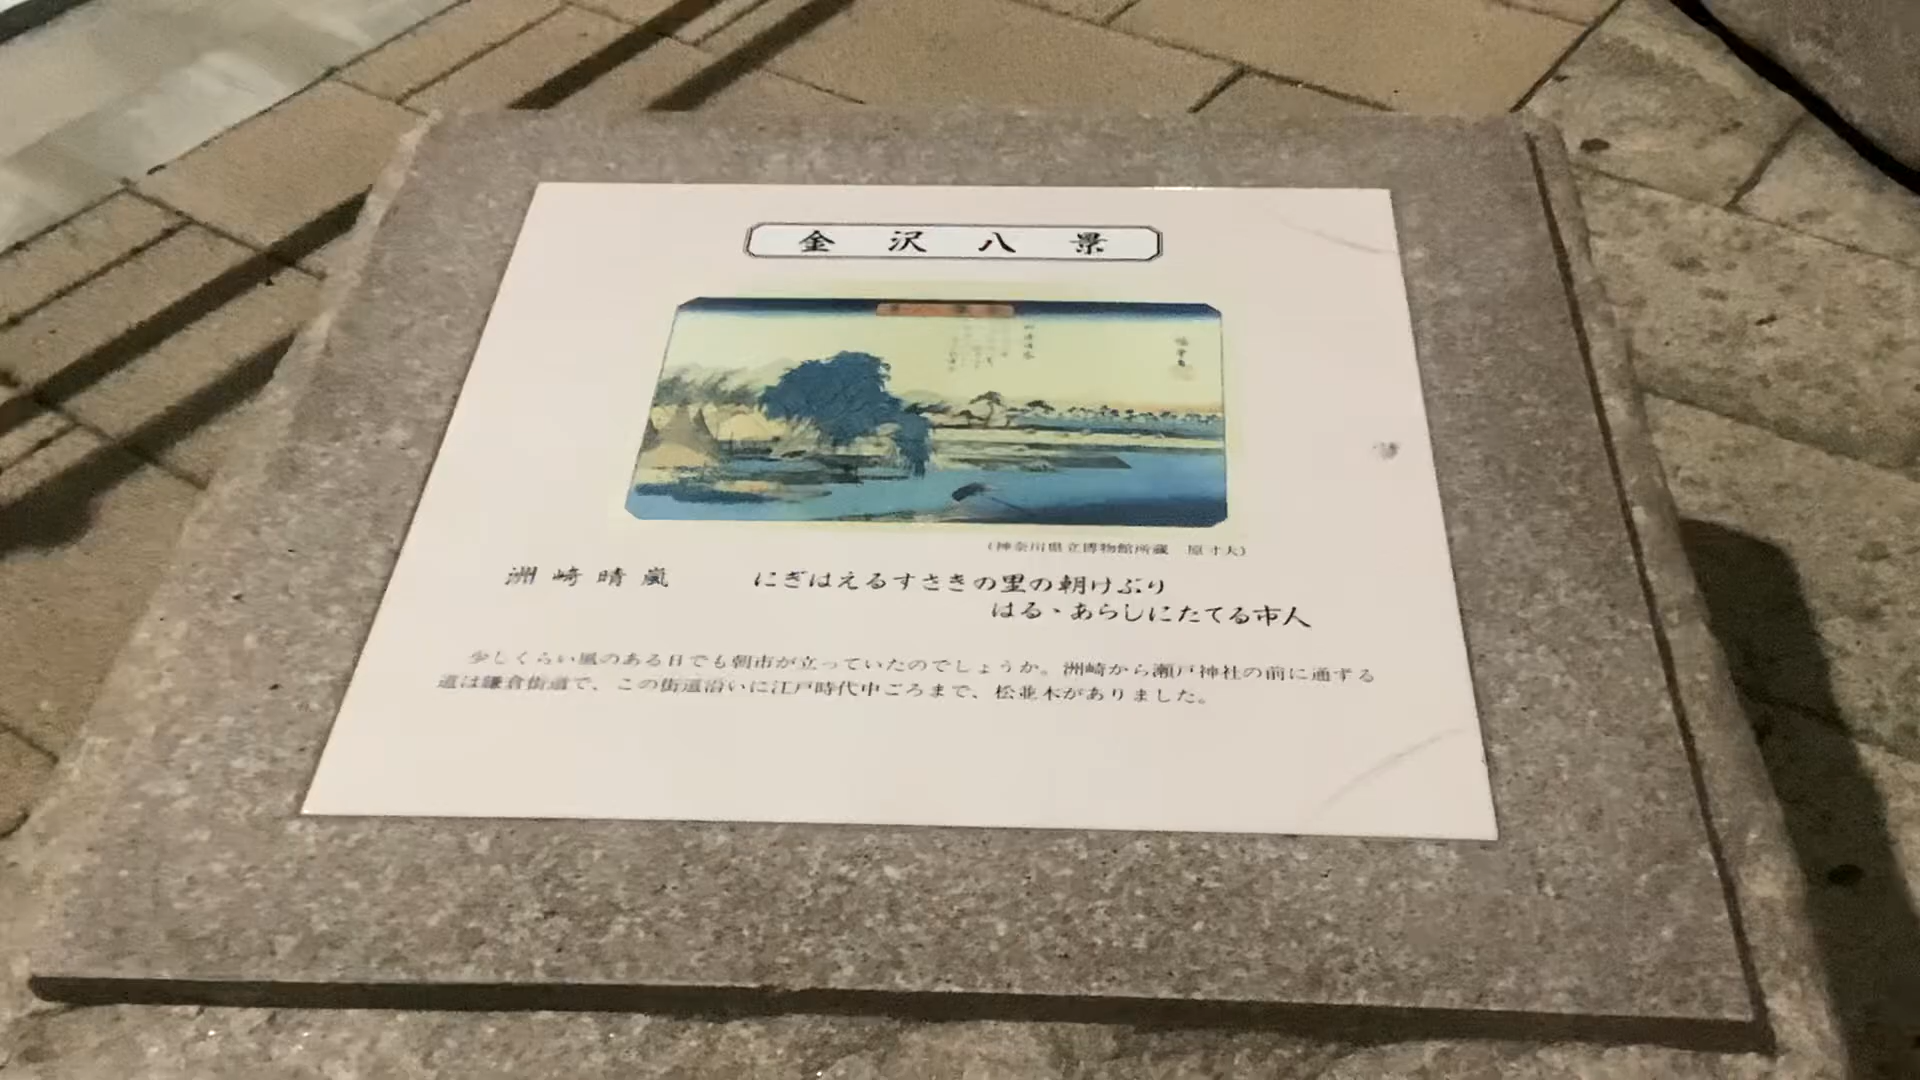 金沢八景
(神奈川県立博物館所蔵 原寸大)
洲崎晴嵐
にぎはえるすさきの里の朝けぶり
はるゝあらしにたてる市人
少しくらい風のある日でも朝市が立っていたのでしょうか。洲崎から瀬戸神社の前に通ずる
道は鎌倉街道で、この街道沿いに江戸時代中ごろまで、松並木がありました。